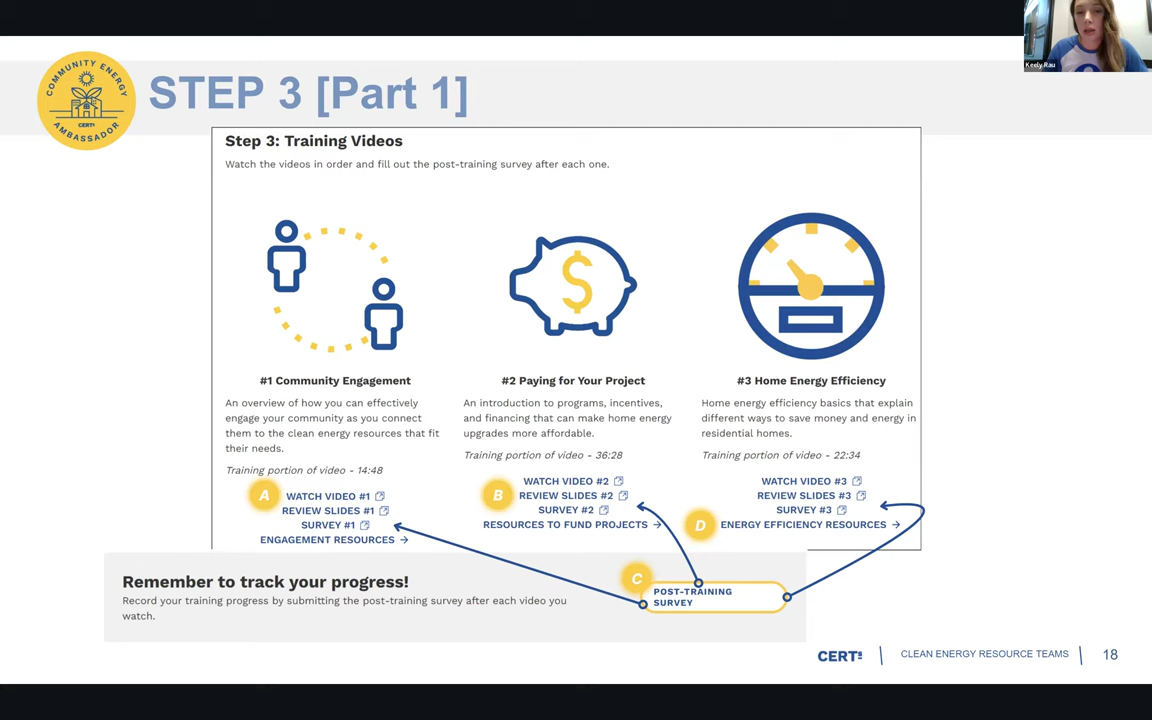 Keely Rau
COMMUNITY ENERGY
CERTs
AMBASSADOR
STEP 3 [Part 1]
Step 3: Training Videos
Watch the videos in order and fill out the post-training survey after each one.
$
#1 Community Engagement
An overview of how you can effectively
engage your community as you connect
them to the clean energy resources that fit
their needs.
Training portion of video - 14:48
A
WATCH VIDEO #1
REVIEW SLIDES #1
SURVEY #1
ENGAGEMENT RESOURCES →
#2 Paying for Your Project
An introduction to programs, incentives,
and financing that can make home energy
upgrades more affordable.
Training portion of video - 36:28
B
WATCH VIDEO #2
REVIEW SLIDES #2
SURVEY #2
RESOURCES TO FUND PROJECTS →
#3 Home Energy Efficiency
Home energy efficiency basics that explain
different ways to save money and energy in
residential homes.
Training portion of video - 22:34
WATCH VIDEO #3
REVIEW SLIDES #3
SURVEY #3
D
ENERGY EFFICIENCY RESOURCES →
Remember to track your progress!
Record your training progress by submitting the post-training survey after each video you
watch.
C
POST-TRAINING
SURVEY
CERTs
CLEAN ENERGY RESOURCE TEAMS
18